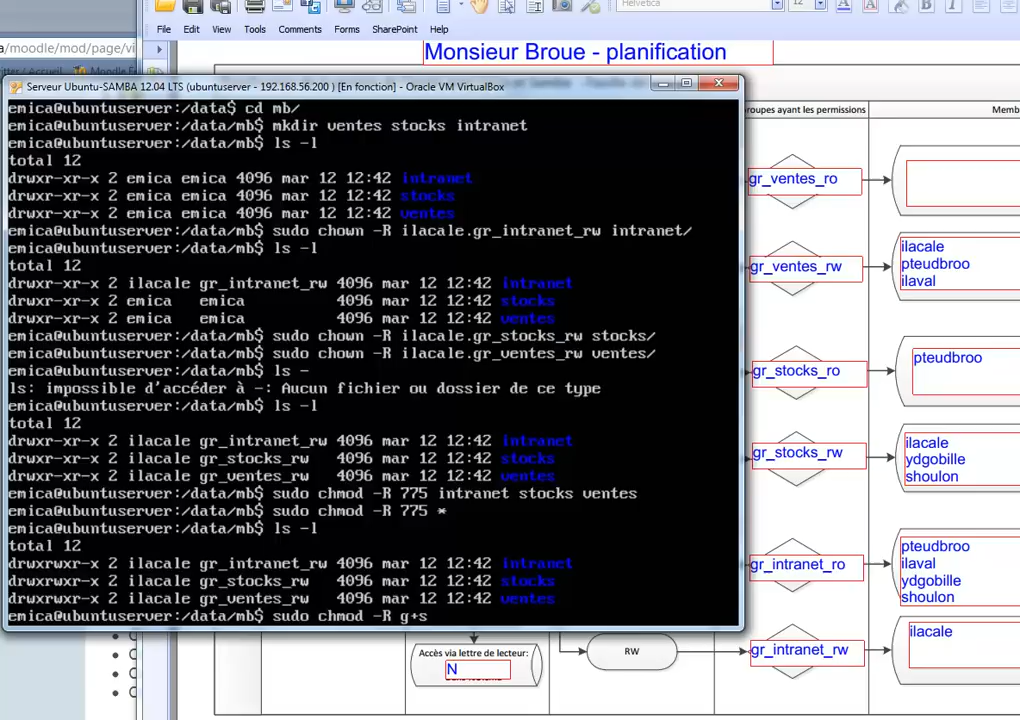 Helvetica
12
File Edit View Tools Comments Forms SharePoint Help
a/moodle/mod/page/vi
Monsieur Broue - planification
Serveur Ubuntu-SAMBA 12.04 LTS (ubuntuserver - 192.168.56.200 ) [En fonction] - Oracle VM VirtualBox
emica@ubuntuserver:/data$ cd mb/
emica@ubuntuserver:/data/mb$ mkdir ventes stocks intranet
emica@ubuntuserver:/data/mb$ ls -l
total 12
drwxr-xr-x 2 emica emica 4096 mar 12 12:42 intranet
drwxr-xr-x 2 emica emica 4096 mar 12 12:42 stocks
drwxr-xr-x 2 emica emica 4096 mar 12 12:42 ventes
emica@ubuntuserver:/data/mb$ sudo chown -R ilacale.gr_intranet_rw intranet/
emica@ubuntuserver:/data/mb$ ls -l
total 12
drwxr-xr-x 2 ilacale gr_intranet_rw 4096 mar 12 12:42 intranet
drwxr-xr-x 2 emica   emica          4096 mar 12 12:42 stocks
drwxr-xr-x 2 emica   emica          4096 mar 12 12:42 ventes
emica@ubuntuserver:/data/mb$ sudo chown -R ilacale.gr_stocks_rw stocks/
emica@ubuntuserver:/data/mb$ sudo chown -R ilacale.gr_ventes_rw ventes/
emica@ubuntuserver:/data/mb$ ls -
ls: impossible d'accéder à -: Aucun fichier ou dossier de ce type
emica@ubuntuserver:/data/mb$ ls -l
total 12
drwxr-xr-x 2 ilacale gr_intranet_rw 4096 mar 12 12:42 intranet
drwxr-xr-x 2 ilacale gr_stocks_rw   4096 mar 12 12:42 stocks
drwxr-xr-x 2 ilacale gr_ventes_rw   4096 mar 12 12:42 ventes
emica@ubuntuserver:/data/mb$ sudo chmod -R 775 intranet stocks ventes
emica@ubuntuserver:/data/mb$ sudo chmod -R 775 *
emica@ubuntuserver:/data/mb$ ls -l
total 12
drwxrwxr-x 2 ilacale gr_intranet_rw 4096 mar 12 12:42 intranet
drwxrwxr-x 2 ilacale gr_stocks_rw   4096 mar 12 12:42 stocks
drwxrwxr-x 2 ilacale gr_ventes_rw   4096 mar 12 12:42 ventes
emica@ubuntuserver:/data/mb$ sudo chmod -R g+s
roupes ayant les permissions
Memb
gr_ventes_ro
gr_ventes_rw
ilacale
pteudbroo
ilaval
gr_stocks_ro
pteudbroo
gr_stocks_rw
ilacale
ydgobille
shoulon
gr_intranet_ro
pteudbroo
ilaval
ydgobille
shoulon
gr_intranet_rw
ilacale
Accès via lettre de lecteur:
N
RW